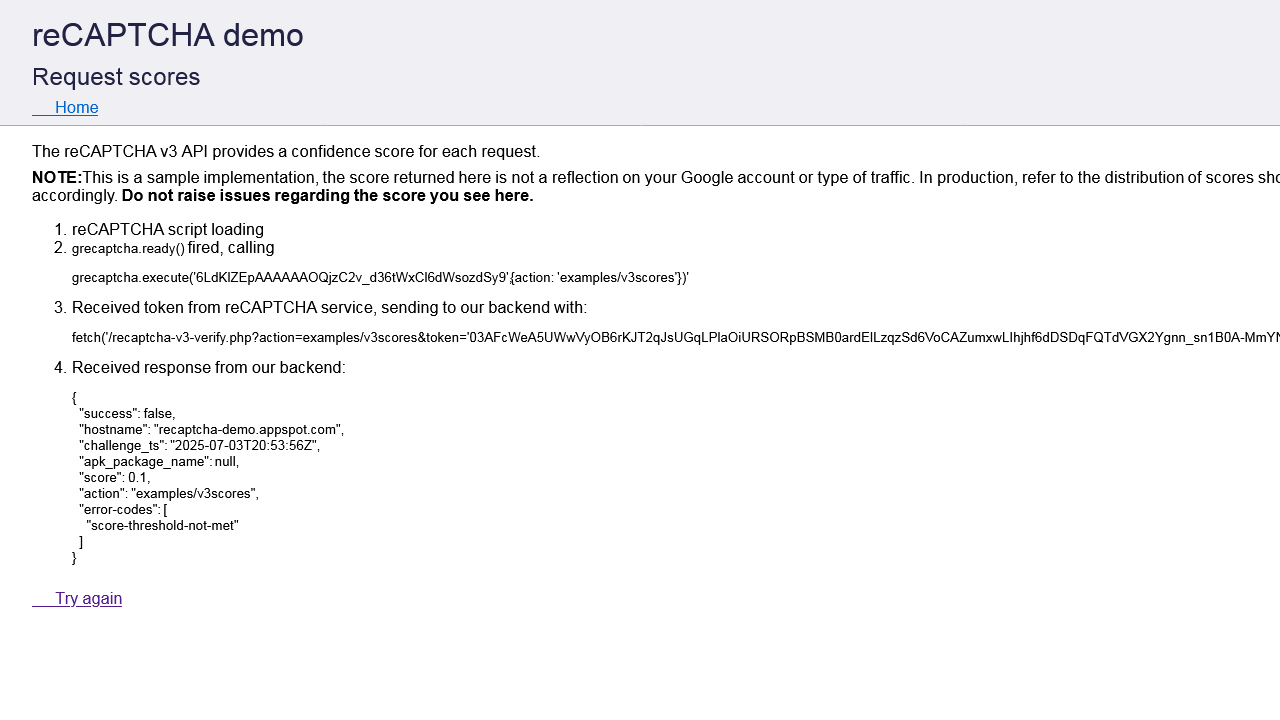 reCAPTCHA demo
Request scores
Home
The reCAPTCHA v3 API provides a confidence score for each request.
NOTE:This is a sample implementation, the score returned here is not a reflection on your Google account or type of traffic. In production, refer to the distribution of scores
accordingly. Do not raise issues regarding the score you see here.
1. reCAPTCHA script loading
2. grecaptcha.ready() fired, calling
grecaptcha.execute('6LdKlZEpAAAAAAOQjzC2v_d36tWxCl6dWsozdSy9',{action: 'examples/v3scores'})'
3. Received token from reCAPTCHA service, sending to our backend with:
fetch('/recaptcha-v3-verify.php?action=examples/v3scores&token='03AFcWeA5UWwVyOB6rKJT2qJsUGqLPlaOiURSORpBSMB0ardElLzqzSd6VoCAZumxwLIhjhf6dDSDqFQTdVGX2Ygnn_sn1B0A-MmYN
4. Received response from our backend:
{
"success": false,
"hostname": "recaptcha-demo.appspot.com",
"challenge_ts": "2025-07-03T20:53:56Z",
"apk_package_name": null,
"score": 0.1,
"action": "examples/v3scores",
"error-codes": [
"score-threshold-not-met"
]
}
Try again